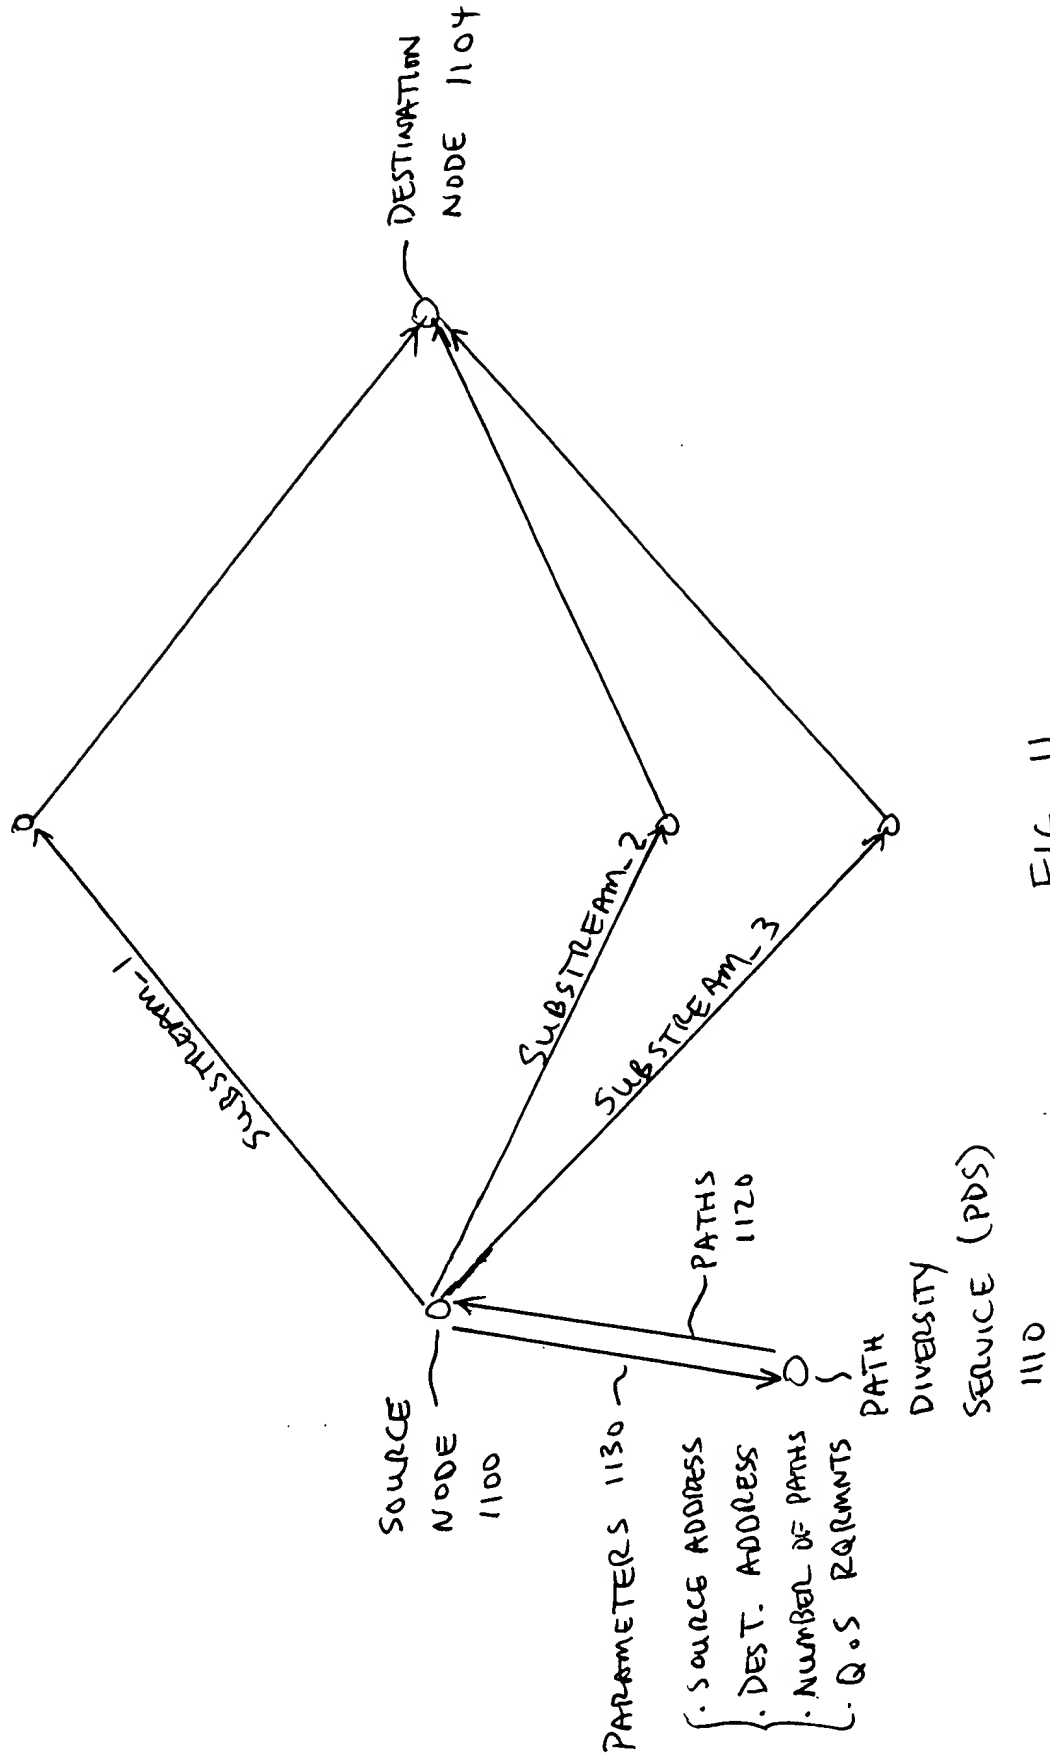 DESTINATION
NODE 1104
SUBSTREAM_1
SUBSTREAM_2
SUBSTREAM_3
SOURCE
NODE
1100
PATHS
1120
PARAMETERS 1130
· SOURCE ADDRESS
· DEST. ADDRESS
· NUMBER OF PATHS
· QoS RQRMNTS
PATH
DIVERSITY
SERVICE (PDS)
1110
FIG 11